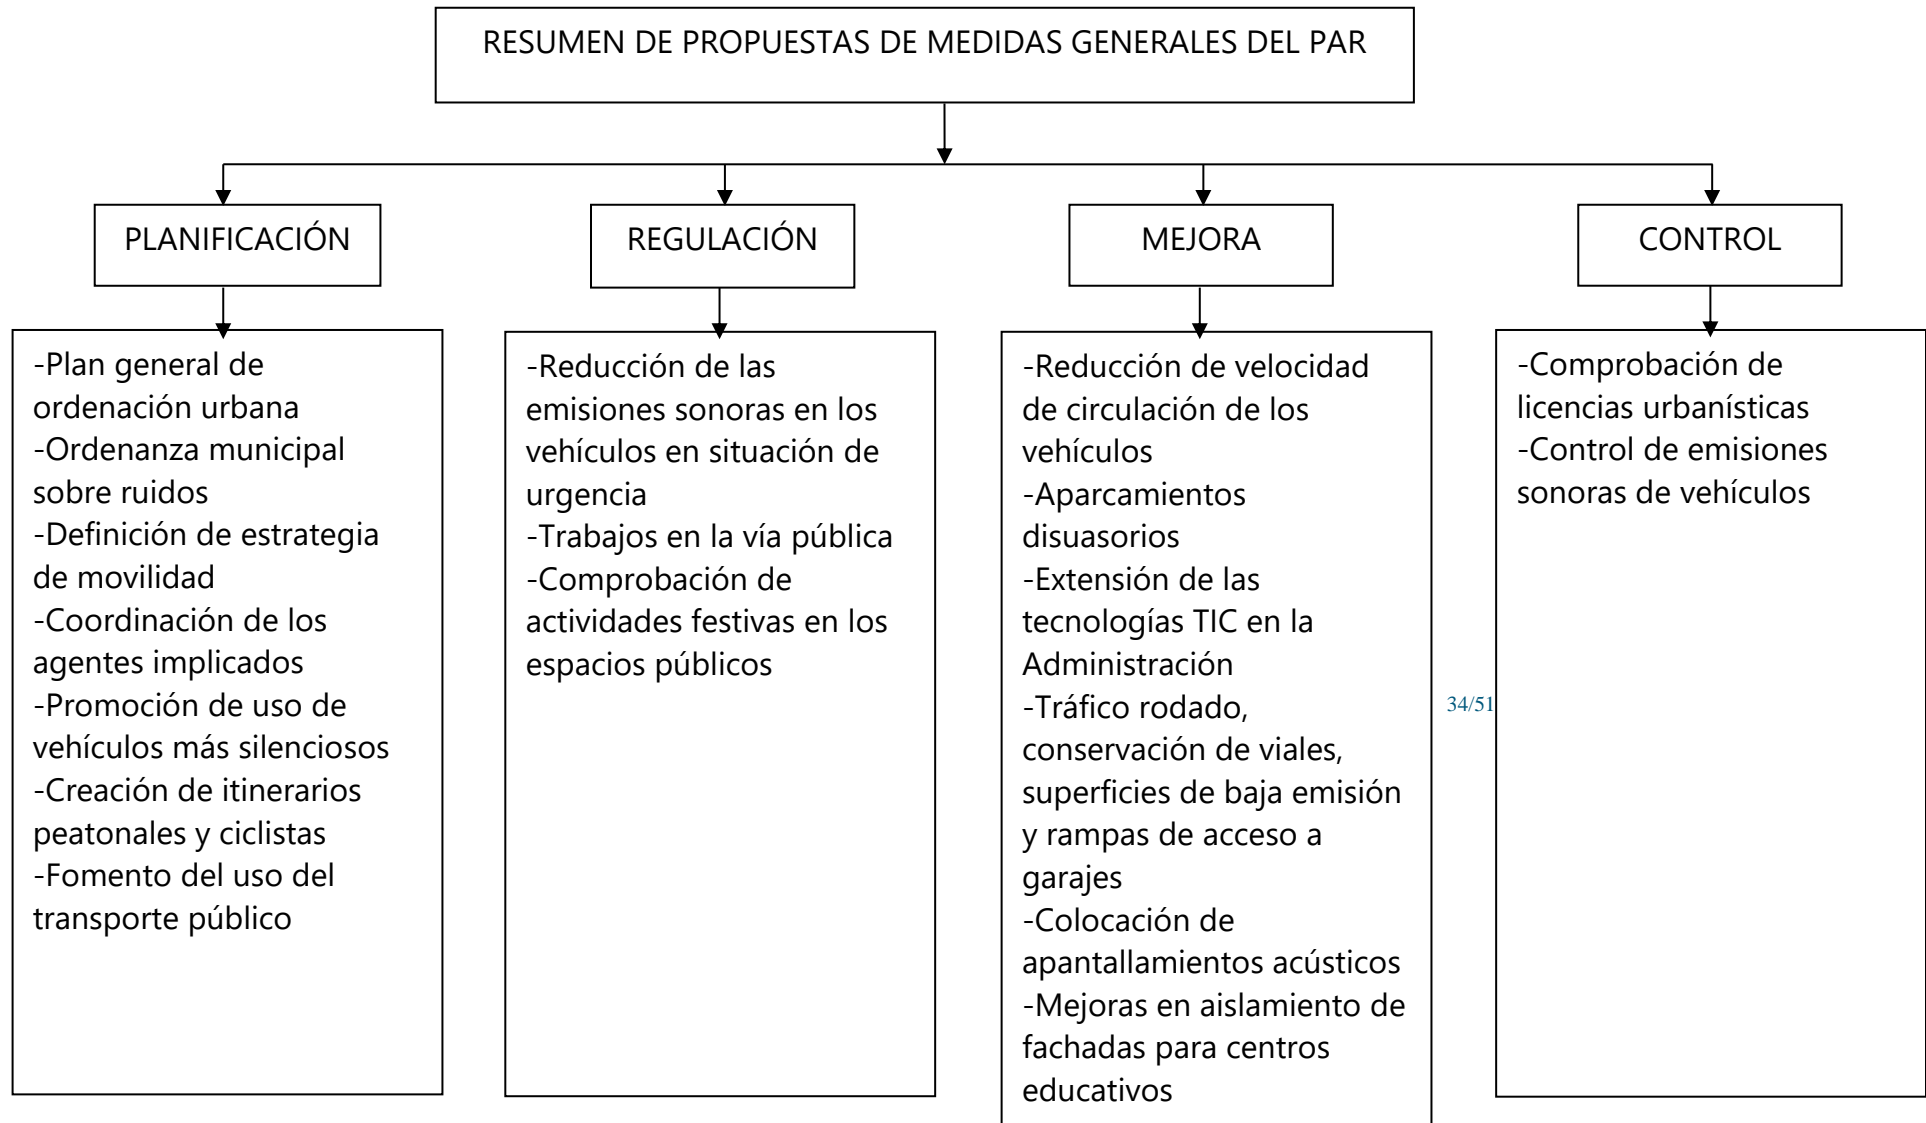 RESUMEN DE PROPUESTAS DE MEDIDAS GENERALES DEL PAR
PLANIFICACIÓN
-Plan general de
ordenación urbana
-Ordenanza municipal
sobre ruidos
-Definición de estrategia
de movilidad
-Coordinación de los
agentes implicados
-Promoción de uso de
vehículos más silenciosos
-Creación de itinerarios
peatonales y ciclistas
-Fomento del uso del
transporte público
REGULACIÓN
-Reducción de las
emisiones sonoras en los
vehículos en situación de
urgencia
-Trabajos en la vía pública
-Comprobación de
actividades festivas en los
espacios públicos
MEJORA
-Reducción de velocidad
de circulación de los
vehículos
-Aparcamientos
disuasorios
-Extensión de las
tecnologías TIC en la
Administración
-Tráfico rodado,
conservación de viales,
superficies de baja emisión
y rampas de acceso a
garajes
-Colocación de
apantallamientos acústicos
-Mejoras en aislamiento de
fachadas para centros
educativos
CONTROL
-Comprobación de
licencias urbanísticas
-Control de emisiones
sonoras de vehículos
34/51